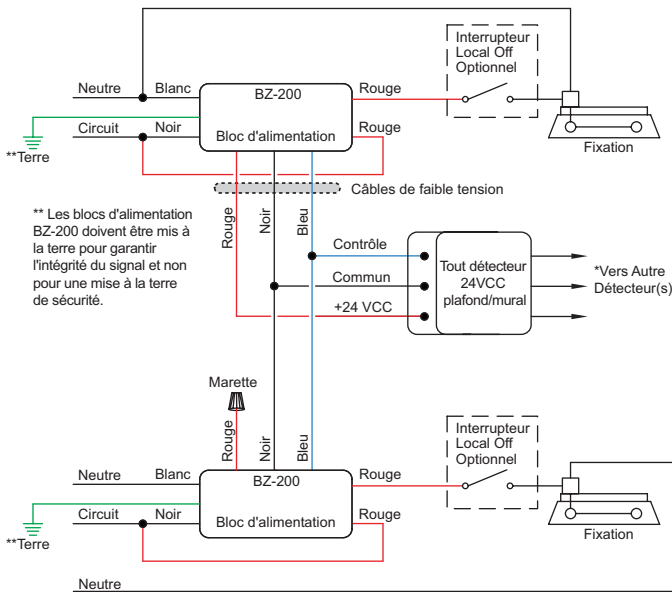 Interrupteur
Local Off
Optionnel
Neutre
Blanc
BZ-200
Rouge
Circuit
Noir
Bloc d'alimentation
Rouge
**Terre
Fixation
Câbles de faible tension
** Les blocs d'alimentation
BZ-200 doivent être mis à
la terre pour garantir
l'intégrité du signal et non
pour une mise à la terre
de sécurité.
Rouge
Noir
Bleu
Contrôle
Commun
+24 VCC
Tout détecteur
24VCC
plafond/mural
*Vers Autre
Détecteur(s)
Marette
Rouge
Noir
Bleu
Interrupteur
Local Off
Optionnel
Neutre
Blanc
BZ-200
Rouge
Circuit
Noir
Bloc d'alimentation
Rouge
**Terre
Fixation
Neutre